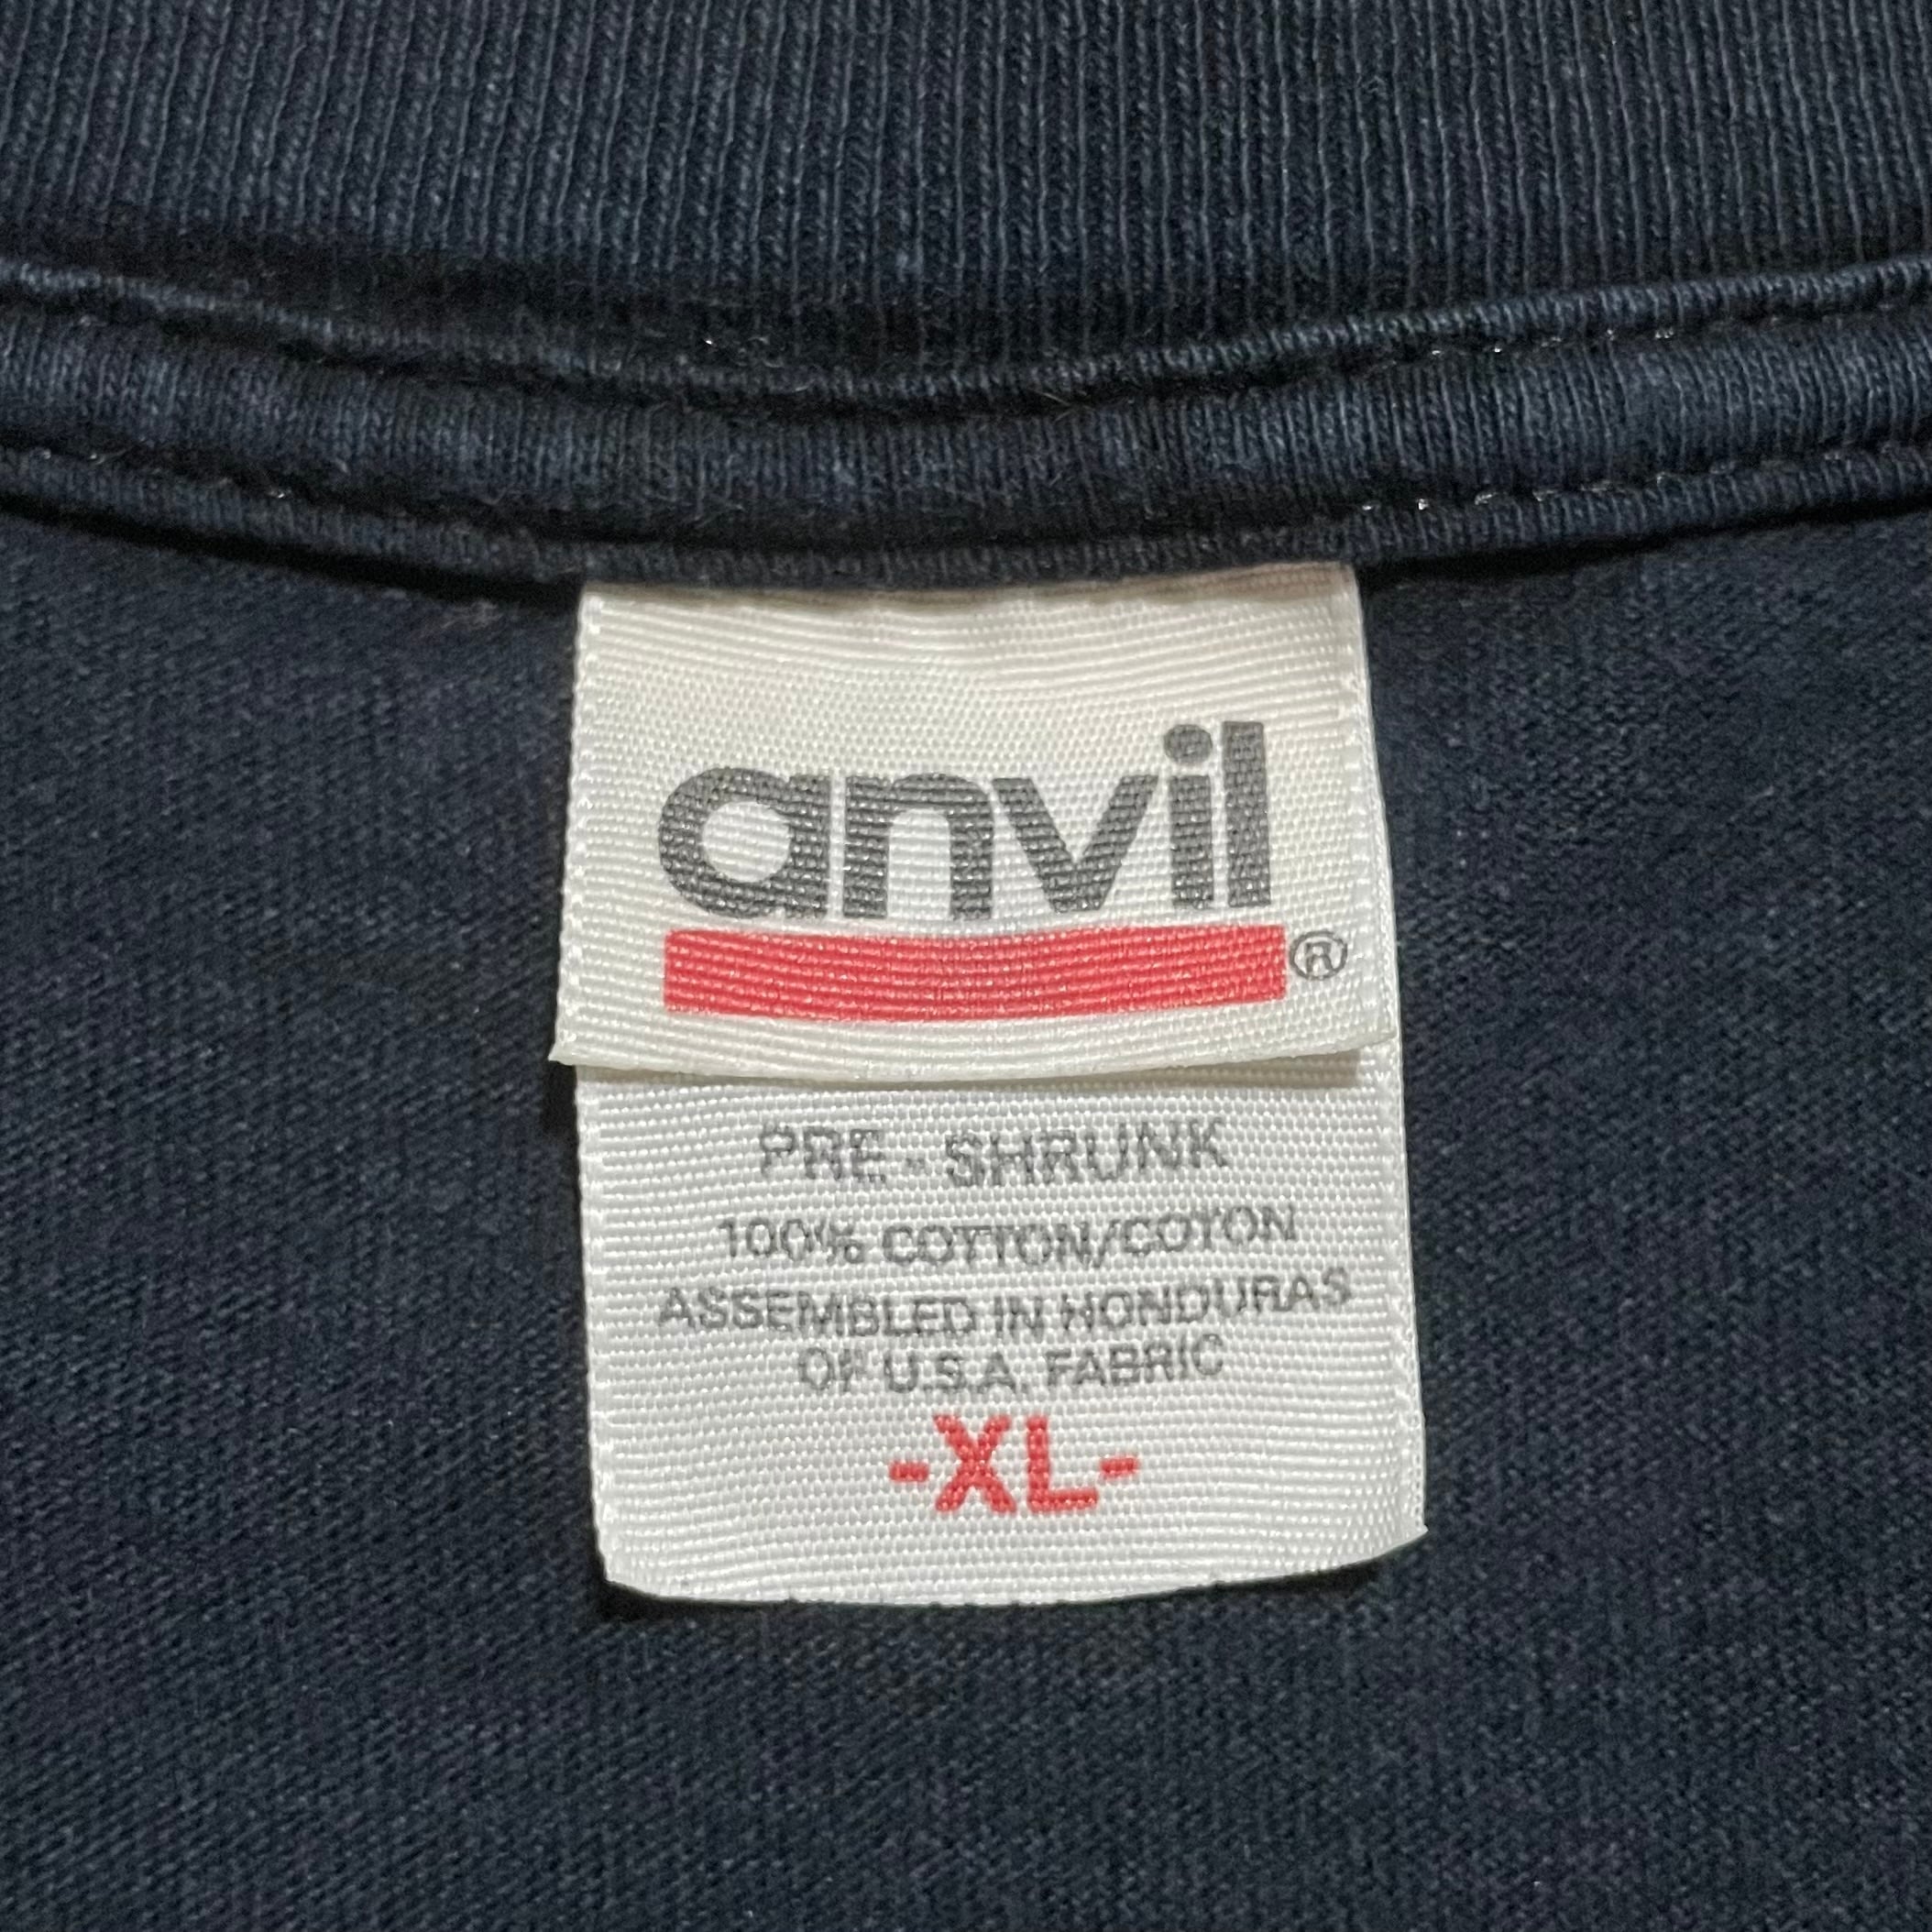 anvil®
PRE-SHRUNK
100% COTTON/COTON
ASSEMBLED IN HONDURAS
OF U.S.A. FABRIC
-XL-